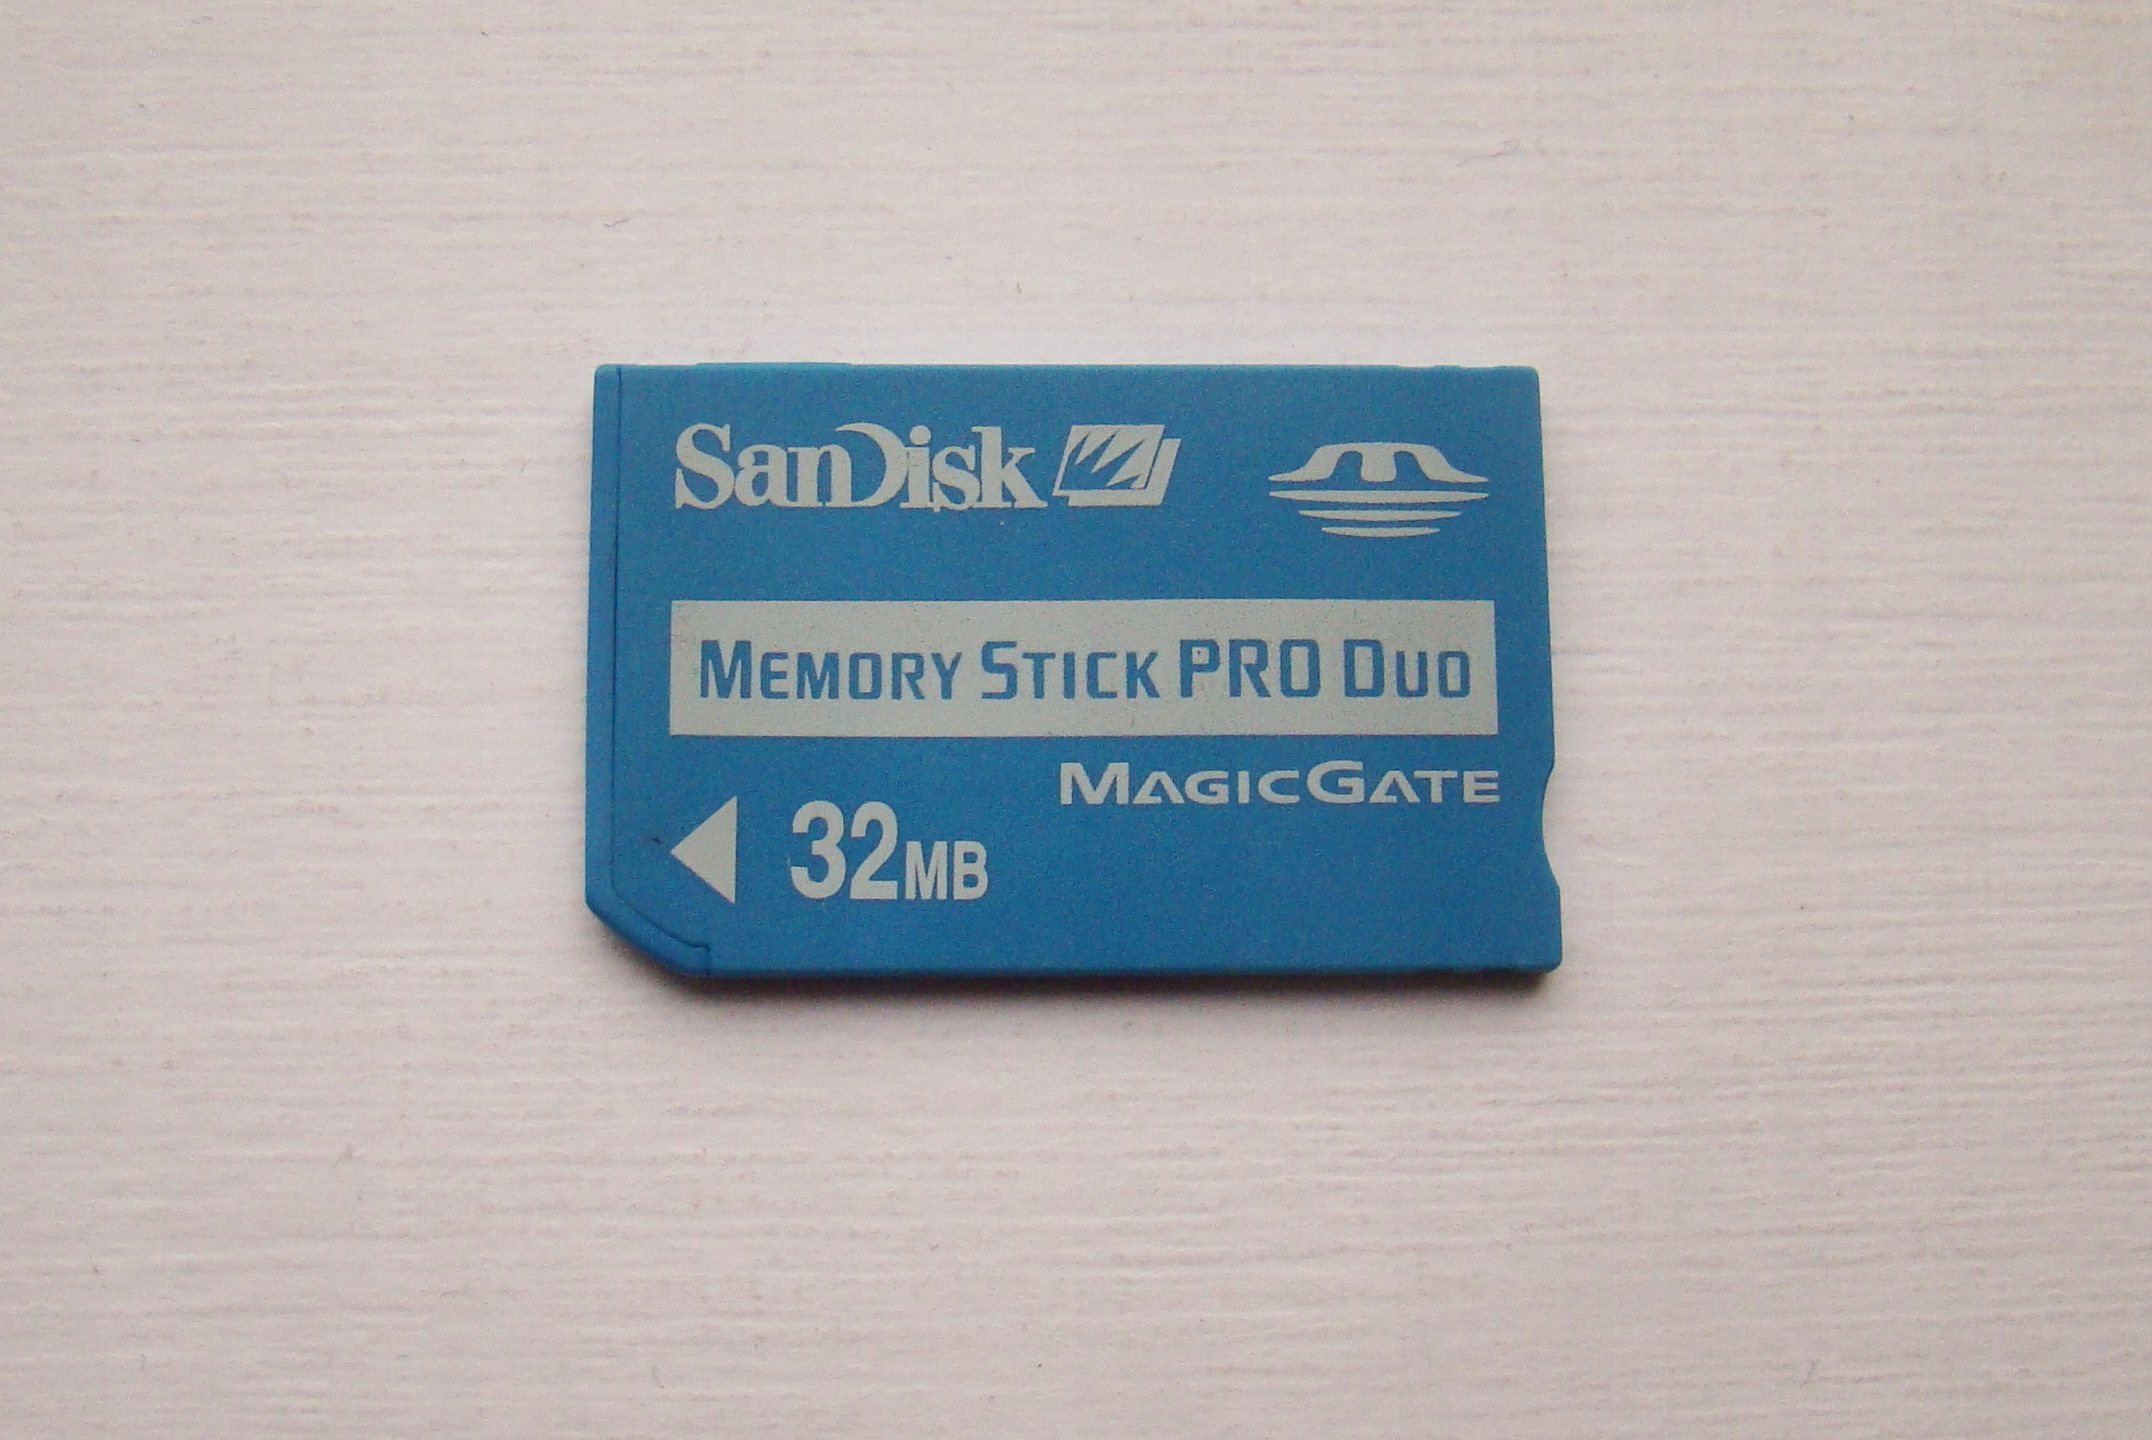 SanDisk
MEMORY STICK PRO DUO
MAGICGATE
32MB